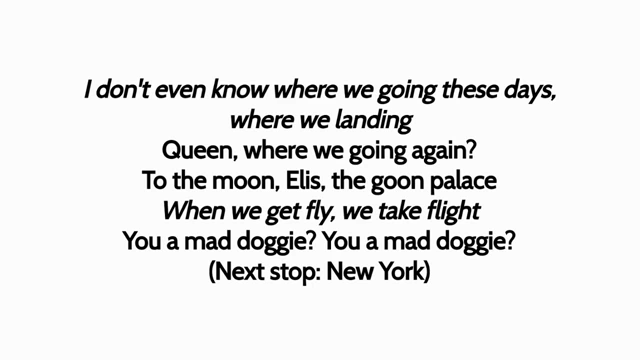 I don't even know where we going these days,
where we landing
Queen, where we going again?
To the moon, Elis, the goon palace
When we get fly, we take flight
You a mad doggie? You a mad doggie?
(Next stop: New York)